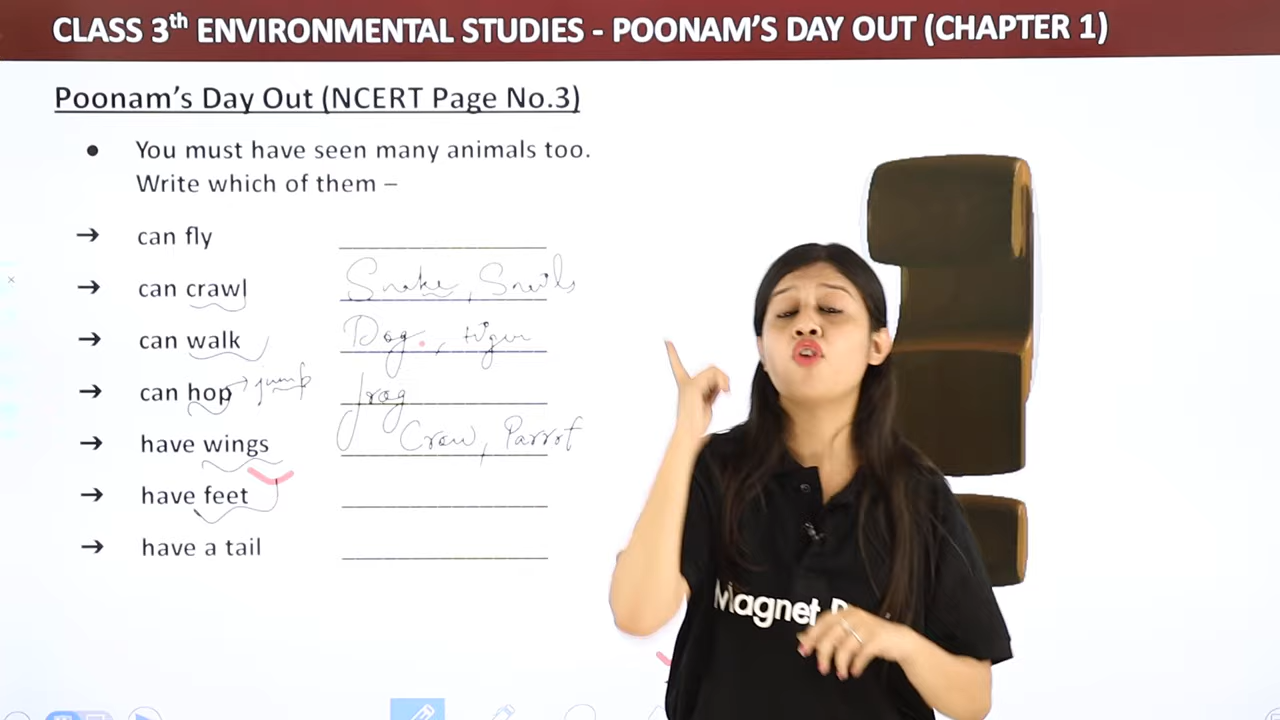 CLASS 3th ENVIRONMENTAL STUDIES - POONAM'S DAY OUT (CHAPTER 1)
Poonam's Day Out (NCERT Page No.3)
● You must have seen many animals too.
Write which of them –
→ can fly
→ can crawl Snake, Snails
→ can walk Dog, tiger
→ can hop → jump frog
→ have wings Crow, Parrot
→ have feet
→ have a tail
Magnet